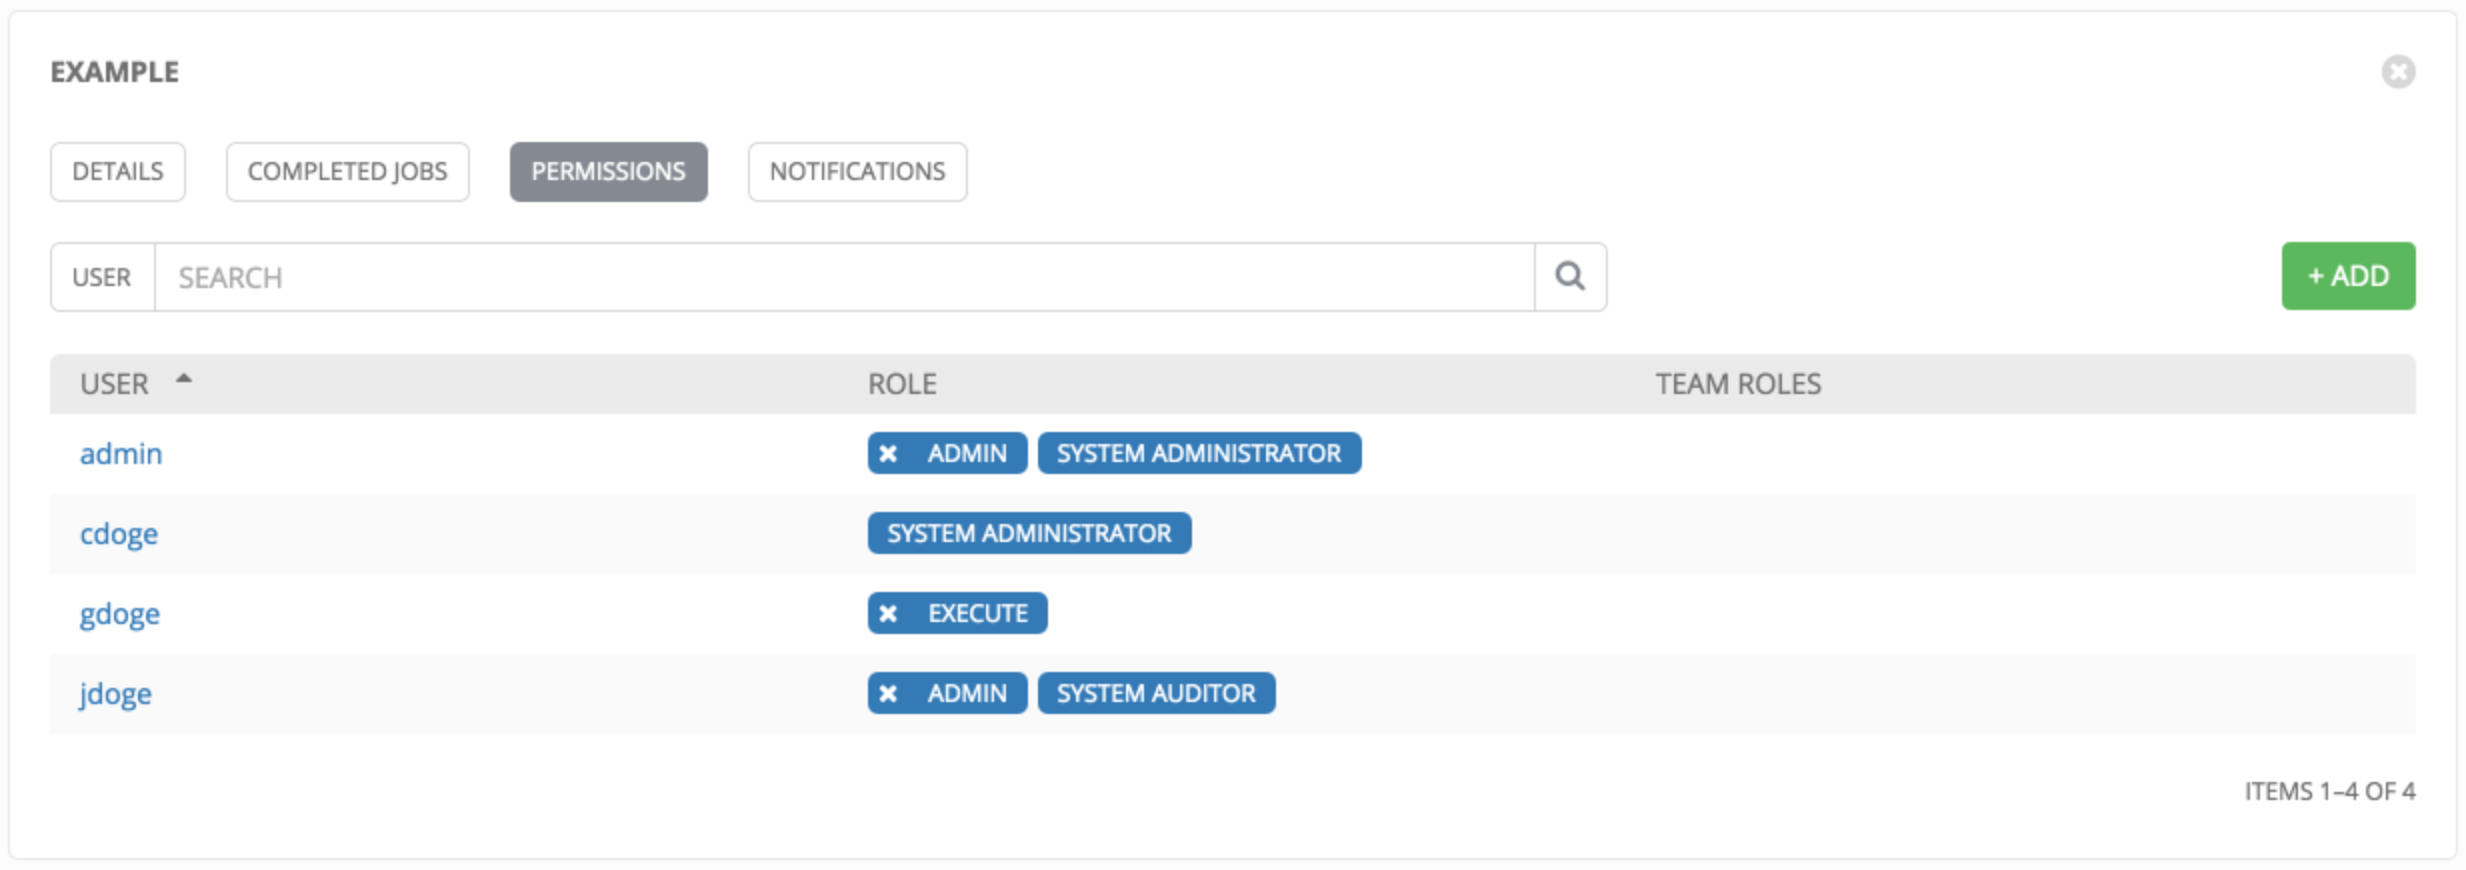 EXAMPLE
DETAILS COMPLETED JOBS PERMISSIONS NOTIFICATIONS
USER SEARCH + ADD
USER ROLE TEAM ROLES
admin ADMIN SYSTEM ADMINISTRATOR
cdoge SYSTEM ADMINISTRATOR
gdoge EXECUTE
jdoge ADMIN SYSTEM AUDITOR
ITEMS 1–4 OF 4